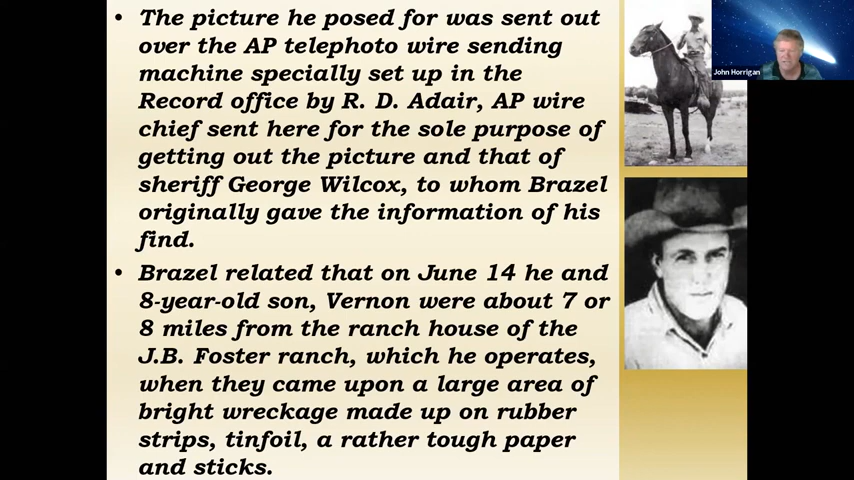 • The picture he posed for was sent out
over the AP telephoto wire sending
machine specially set up in the
Record office by R. D. Adair, AP wire
chief sent here for the sole purpose of
getting out the picture and that of
sheriff George Wilcox, to whom Brazel
originally gave the information of his
find.
• Brazel related that on June 14 he and
8-year-old son, Vernon were about 7 or
8 miles from the ranch house of the
J.B. Foster ranch, which he operates,
when they came upon a large area of
bright wreckage made up on rubber
strips, tinfoil, a rather tough paper
and sticks.
John Horrigan